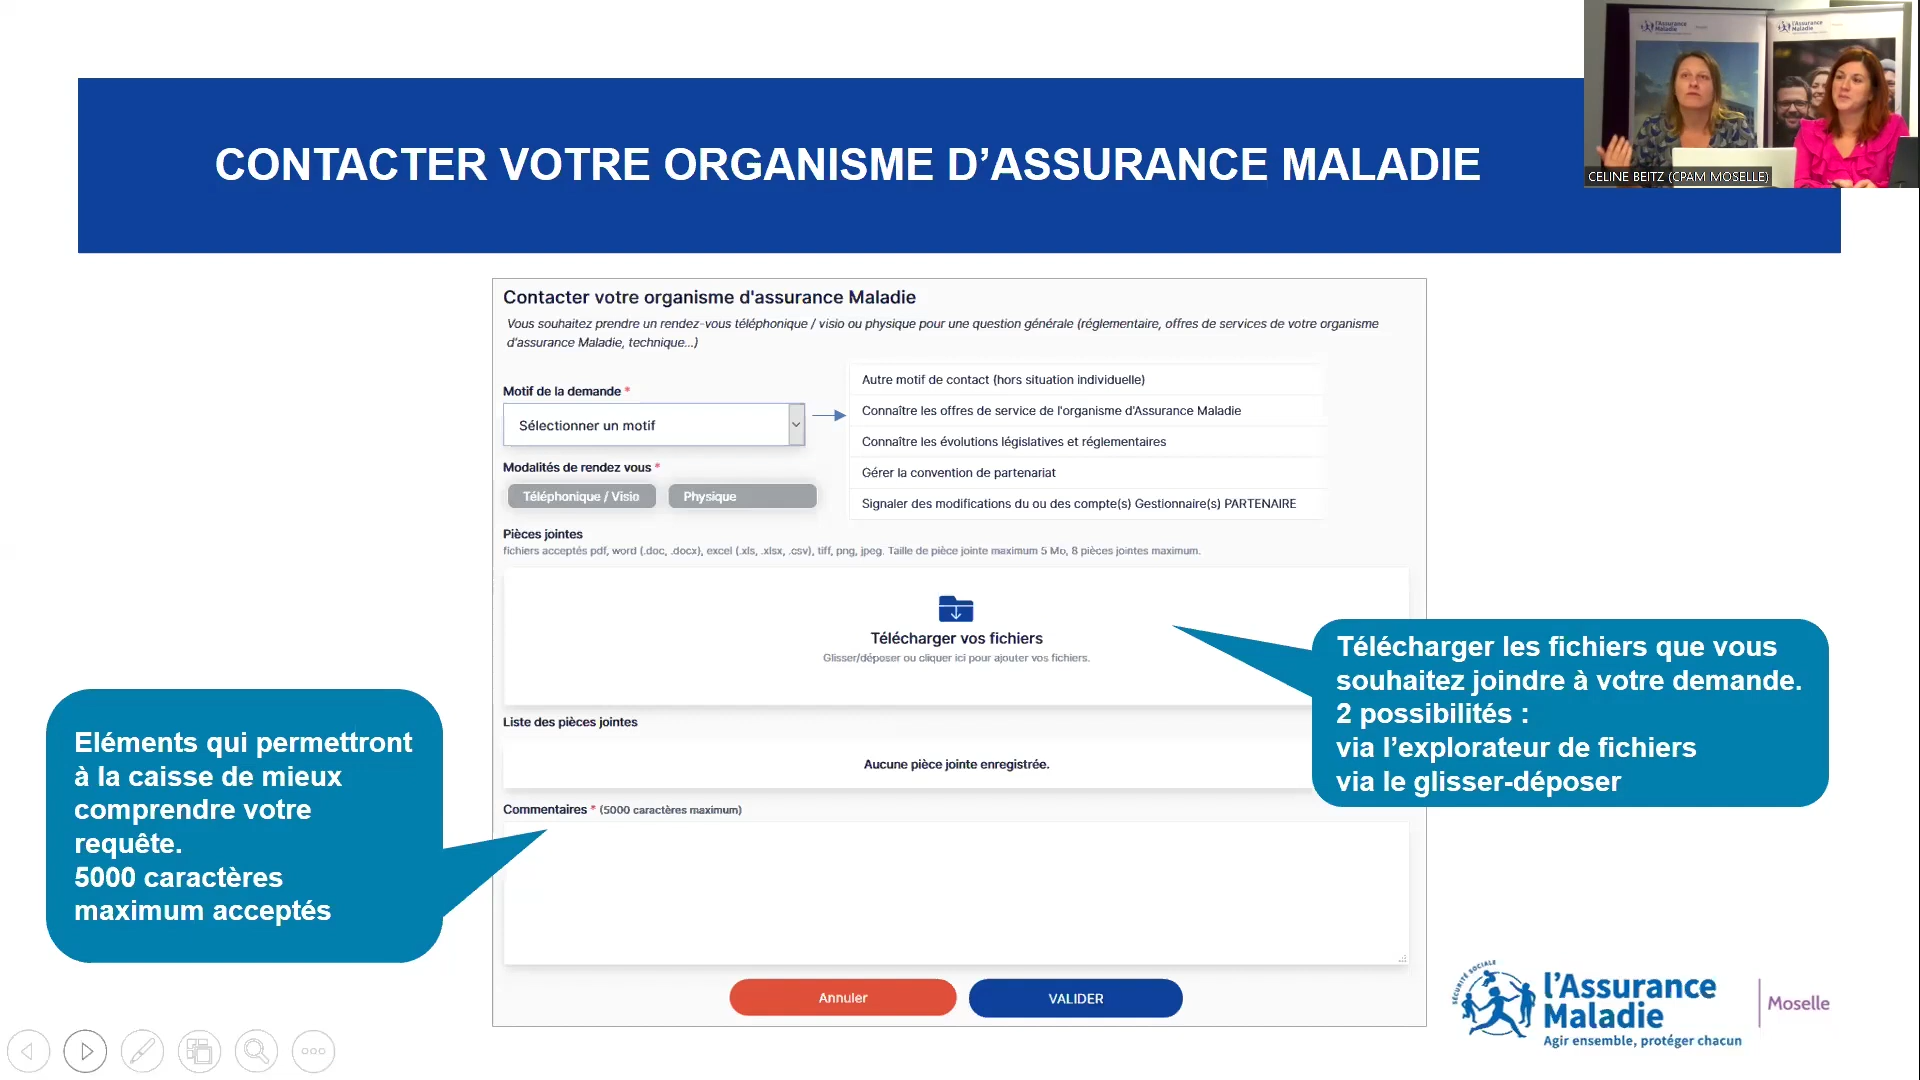 l'Assurance
Maladie
l'Assurance
Maladie
CELINE BEITZ (CPAM MOSELLE)
CONTACTER VOTRE ORGANISME D’ASSURANCE MALADIE
Contacter votre organisme d'assurance Maladie
Vous souhaitez prendre un rendez-vous téléphonique / visio ou physique pour une question générale (réglementaire, offres de services de votre organisme
d'assurance Maladie, technique...)
Motif de la demande *
Sélectionner un motif
Autre motif de contact (hors situation individuelle)
Connaître les offres de service de l'organisme d'Assurance Maladie
Connaître les évolutions législatives et réglementaires
Gérer la convention de partenariat
Signaler des modifications du ou des compte(s) Gestionnaire(s) PARTENAIRE
Modalités de rendez vous *
Téléphonique / Visio
Physique
Pièces jointes
fichiers acceptés pdf, word (.doc, .docx), excel (.xls, .xlsx, .csv), tiff, png, jpeg. Taille de pièce jointe maximum 5 Mo, 8 pièces jointes maximum.
Télécharger vos fichiers
Glisser/déposer ou cliquer ici pour ajouter vos fichiers.
Télécharger les fichiers que vous
souhaitez joindre à votre demande.
2 possibilités :
via l’explorateur de fichiers
via le glisser-déposer
Liste des pièces jointes
Aucune pièce jointe enregistrée.
Eléments qui permettront
à la caisse de mieux
comprendre votre
requête.
5000 caractères
maximum acceptés
Commentaires * (5000 caractères maximum)
Annuler
VALIDER
SÉCURITÉ SOCIALE
l’Assurance
Maladie
Agir ensemble, protéger chacun
Moselle